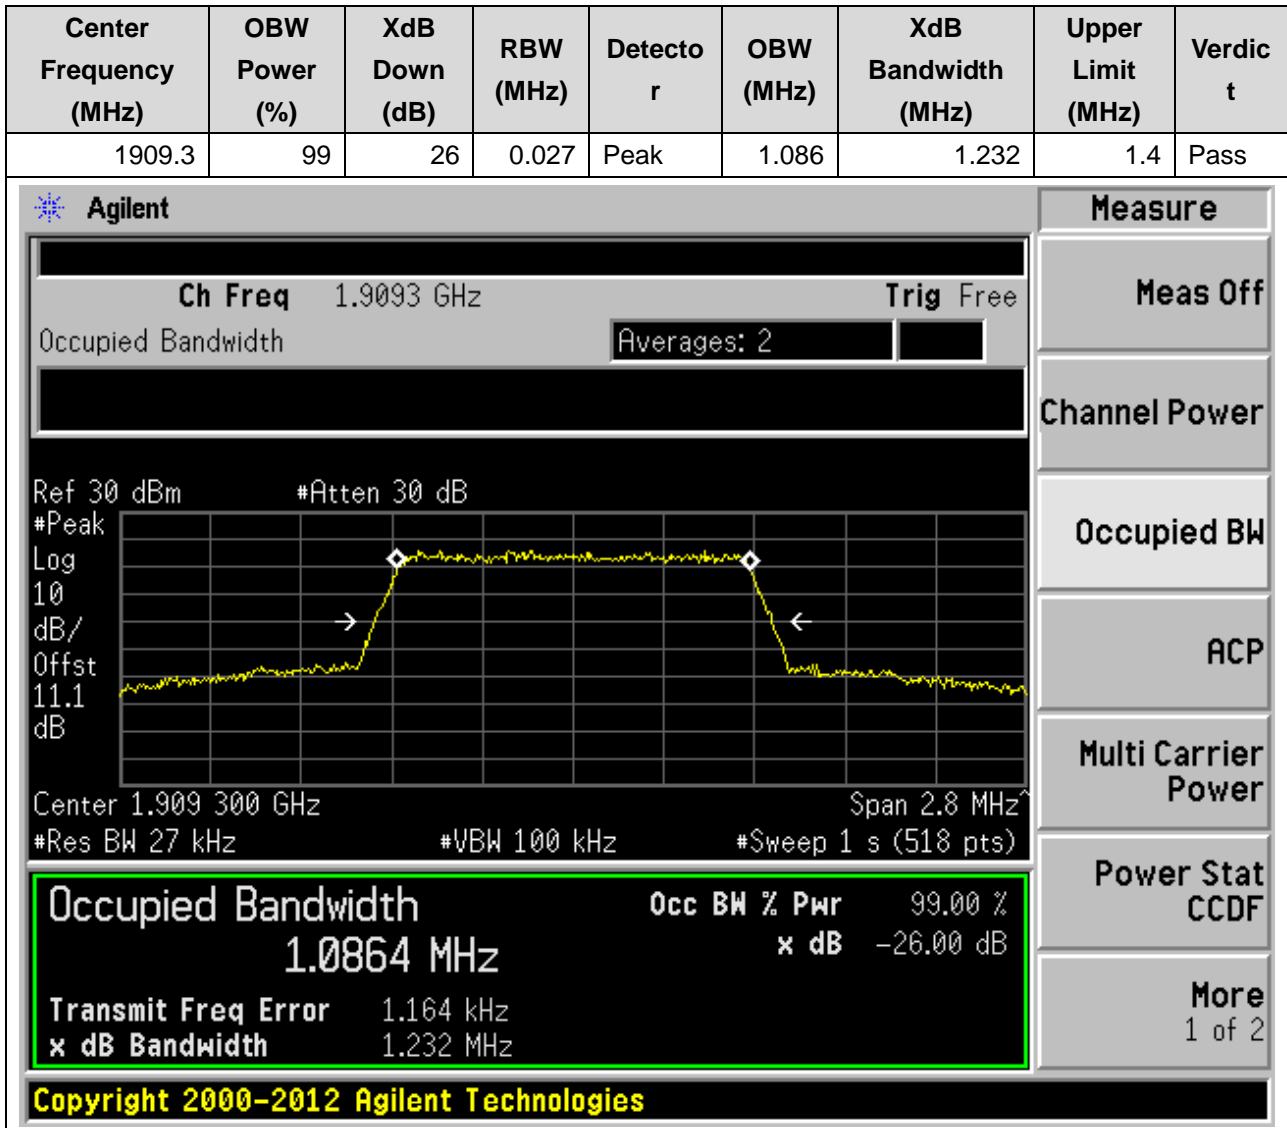 Center Frequency (MHz) OBW Power (%) XdB Down (dB) RBW (MHz) Detector OBW (MHz) XdB Bandwidth (MHz) Upper Limit (MHz) Verdict
1909.3 99 26 0.027 Peak 1.086 1.232 1.4 Pass
Agilent
Measure
Ch Freq 1.9093 GHz Trig Free
Meas Off
Occupied Bandwidth Averages: 2
Channel Power
Ref 30 dBm #Atten 30 dB
#Peak
Log
10
dB/
Offst
11.1
dB
Occupied BW
ACP
Multi Carrier
Power
Center 1.909 300 GHz Span 2.8 MHz^
#Res BW 27 kHz #VBW 100 kHz #Sweep 1 s (518 pts)
Power Stat
CCDF
Occupied Bandwidth Occ BW % Pwr 99.00 %
1.0864 MHz x dB -26.00 dB
Transmit Freq Error 1.164 kHz
x dB Bandwidth 1.232 MHz
More
1 of 2
Copyright 2000-2012 Agilent Technologies